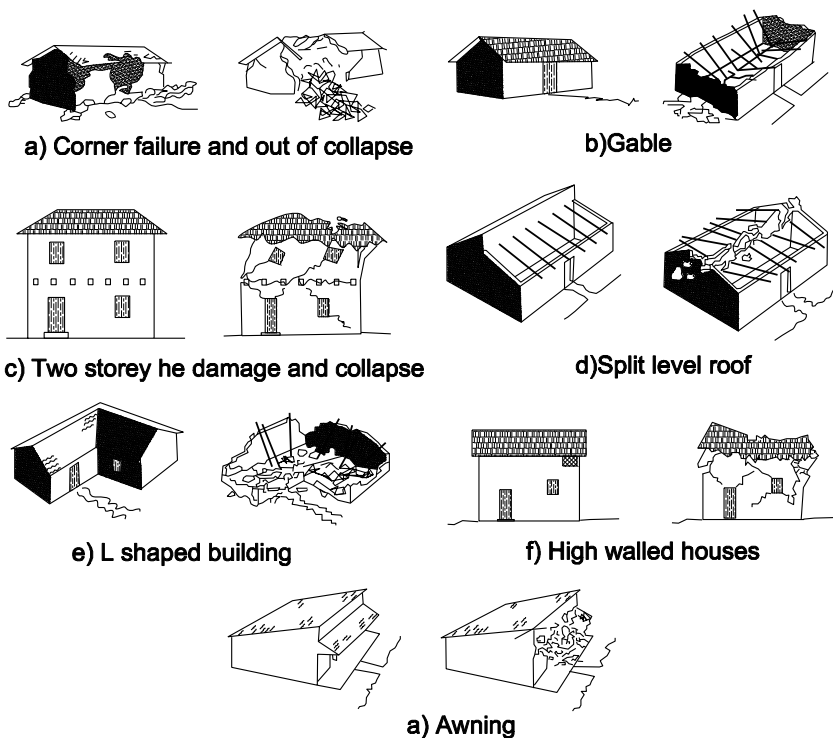 a) Corner failure and out of collapse
b)Gable
c) Two storey he damage and collapse
d)Split level roof
e) L shaped building
f) High walled houses
a) Awning